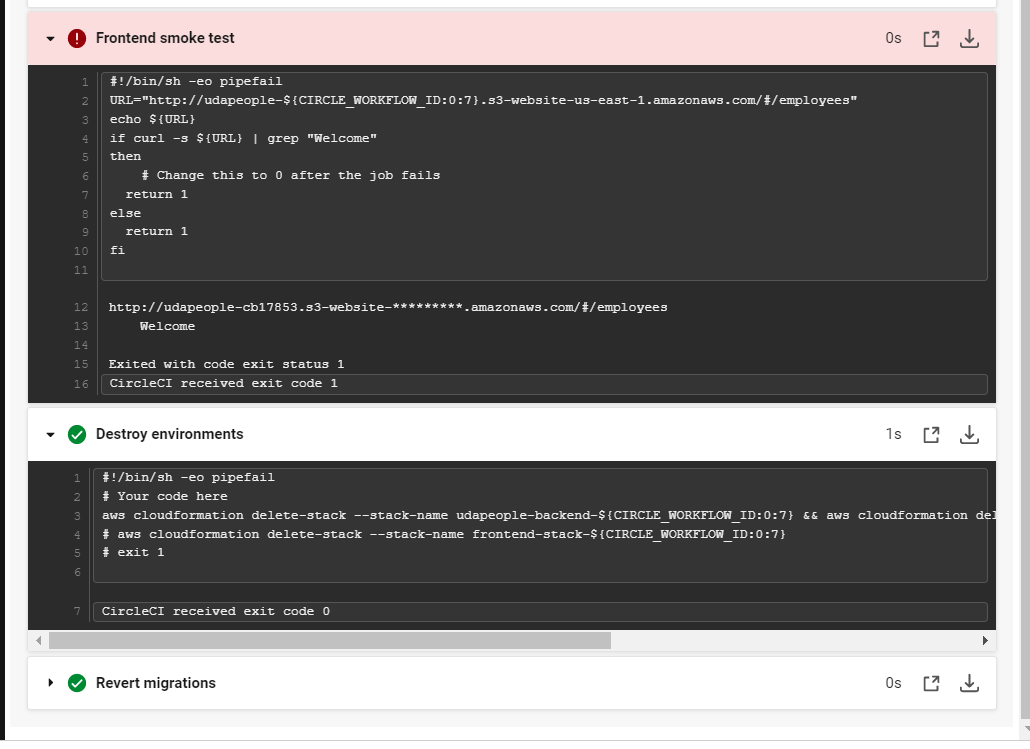 Frontend smoke test 0s
1 #!/bin/sh -eo pipefail
2 URL="http://udapeople-${CIRCLE_WORKFLOW_ID:0:7}.s3-website-us-east-1.amazonaws.com/#/employees"
3 echo ${URL}
4 if curl -s ${URL} | grep "Welcome"
5 then
6 # Change this to 0 after the job fails
7 return 1
8 else
9 return 1
10 fi
11
12 http://udapeople-cb17853.s3-website-*********.amazonaws.com/#/employees
13 Welcome
14
15 Exited with code exit status 1
16 CircleCI received exit code 1
Destroy environments 1s
1 #!/bin/sh -eo pipefail
2 # Your code here
3 aws cloudformation delete-stack --stack-name udapeople-backend-${CIRCLE_WORKFLOW_ID:0:7} && aws cloudformation del
4 # aws cloudformation delete-stack --stack-name frontend-stack-${CIRCLE_WORKFLOW_ID:0:7}
5 # exit 1
6
7 CircleCI received exit code 0
Revert migrations 0s